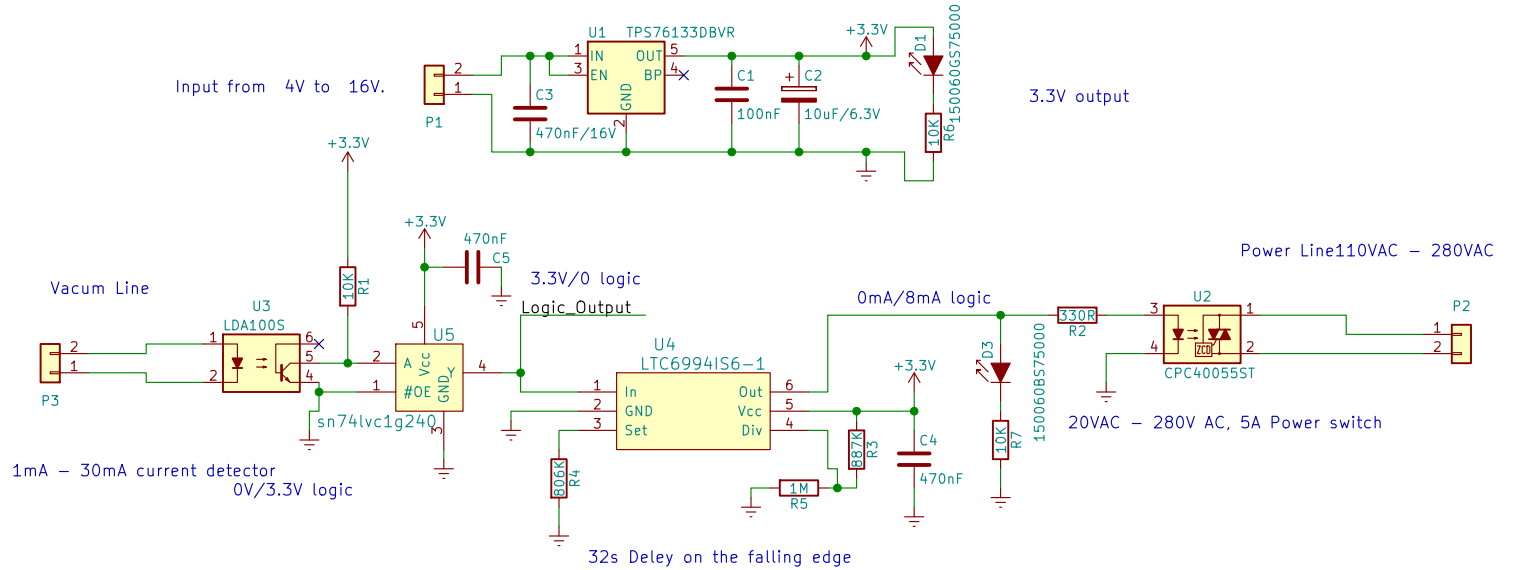 150060GS75000
U1 TPS76133DBVR
+3.3V
D1
1 IN OUT 5
2
3 EN BP 4
1
GND
2
P1
C3
470nF/16V
C1
100nF
+ C2
10uF/6.3V
10K
R6
Input from 4V to 16V.
3.3V output
+3.3V
10K
R1
+3.3V
470nF
C5
3.3V/0 logic
Logic_Output
Vacum Line
2
1
P3
U3
LDA100S
1
2
6
5
4
U5
5
Vcc
2 A
1 #OE
GND
Y 4
3
sn74lvc1g240
1mA - 30mA current detector
0V/3.3V logic
U4
LTC6994IS6-1
1 In Out 6
2 GND Vcc 5
3 Set Div 4
806K
R4
1M
R5
887K
R3
+3.3V
C4
470nF
32s Deley on the falling edge
0mA/8mA logic
D3
150060BS75000
10K
R7
330R
R2
U2
3 1
4 2
ZCD
CPC40055ST
Power Line110VAC - 280VAC
P2
1
2
20VAC - 280V AC, 5A Power switch